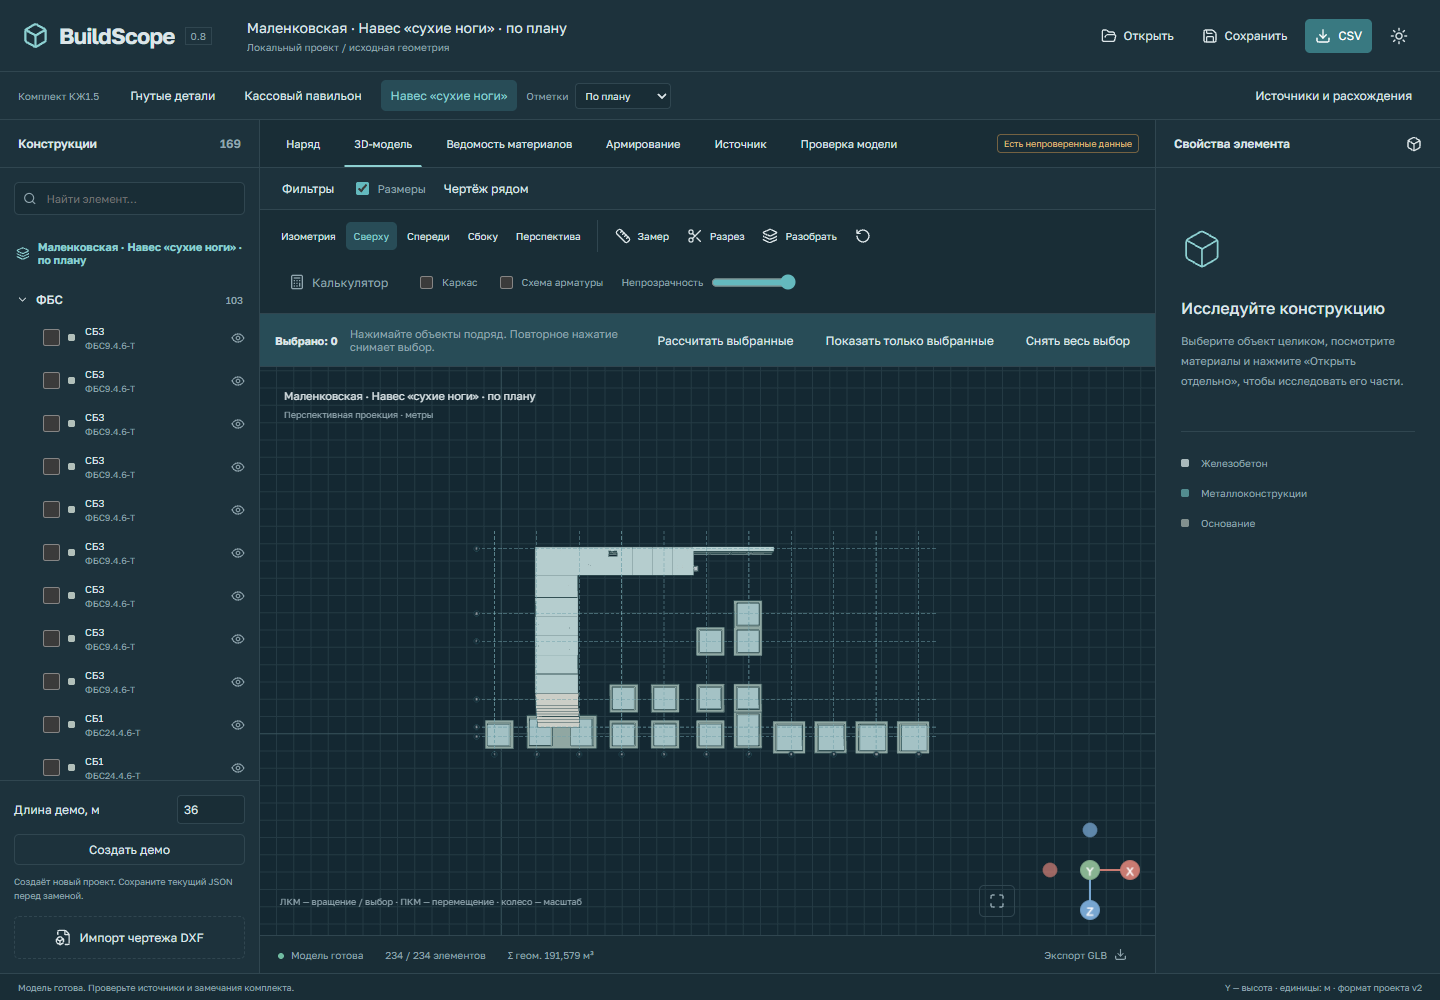 BuildScope 0.8
Маленковская · Навес «сухие ноги» · по плану
Локальный проект / исходная геометрия
Открыть
Сохранить
CSV
Комплект КЖ1.5
Гнутые детали
Кассовый павильон
Навес «сухие ноги»
Отметки
По плану
Источники и расхождения
Конструкции 169
Найти элемент...
Маленковская · Навес «сухие ноги» ·
по плану
ФБС 103
СБ3
ФБС9.4.6-Т
СБ3
ФБС9.4.6-Т
СБ3
ФБС9.4.6-Т
СБ3
ФБС9.4.6-Т
СБ3
ФБС9.4.6-Т
СБ3
ФБС9.4.6-Т
СБ3
ФБС9.4.6-Т
СБ3
ФБС9.4.6-Т
СБ3
ФБС9.4.6-Т
СБ1
ФБС24.4.6-Т
СБ1
ФБС24.4.6-Т
Длина демо, м
36
Создать демо
Создаёт новый проект. Сохраните текущий JSON
перед заменой.
Импорт чертежа DXF
Наряд
3D-модель
Ведомость материалов
Армирование
Источник
Проверка модели
Есть непроверенные данные
Фильтры
Размеры
Чертёж рядом
Изометрия
Сверху
Спереди
Сбоку
Перспектива
Замер
Разрез
Разобрать
Калькулятор
Каркас
Схема арматуры
Непрозрачность
Выбрано: 0
Нажимайте объекты подряд. Повторное нажатие
снимает выбор.
Рассчитать выбранные
Показать только выбранные
Снять весь выбор
Маленковская · Навес «сухие ноги» · по плану
Перспективная проекция · метры
Y
X
Z
ЛКМ — вращение / выбор · ПКМ — перемещение · колесо — масштаб
Модель готова
234 / 234 элементов
Σ геом. 191,579 м³
Экспорт GLB
Свойства элемента
Исследуйте конструкцию
Выберите объект целиком, посмотрите
материалы и нажмите «Открыть
отдельно», чтобы исследовать его части.
Железобетон
Металлоконструкции
Основание
Модель готова. Проверьте источники и замечания комплекта.
Y — высота · единицы: м · формат проекта v2